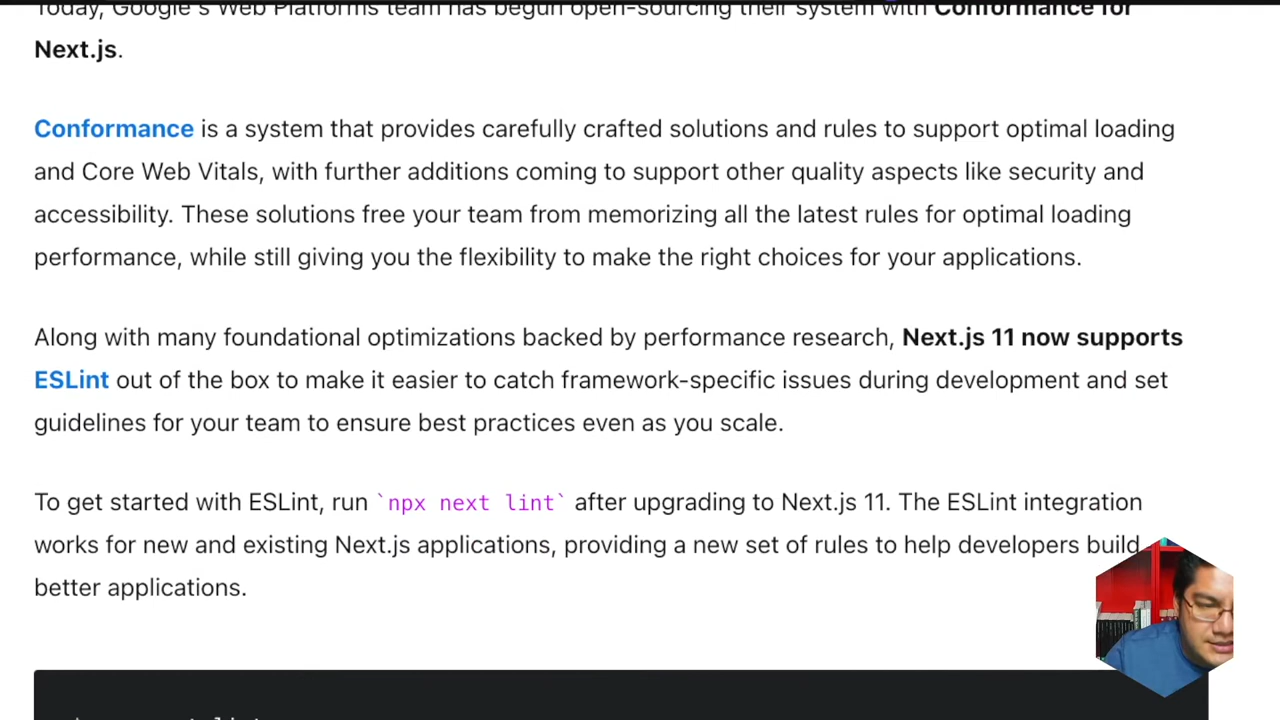 Today, Google's Web Platforms team has begun open-sourcing their system with Conformance for
Next.js.
Conformance is a system that provides carefully crafted solutions and rules to support optimal loading
and Core Web Vitals, with further additions coming to support other quality aspects like security and
accessibility. These solutions free your team from memorizing all the latest rules for optimal loading
performance, while still giving you the flexibility to make the right choices for your applications.
Along with many foundational optimizations backed by performance research, Next.js 11 now supports
ESLint out of the box to make it easier to catch framework-specific issues during development and set
guidelines for your team to ensure best practices even as you scale.
To get started with ESLint, run `npx next lint` after upgrading to Next.js 11. The ESLint integration
works for new and existing Next.js applications, providing a new set of rules to help developers build
better applications.